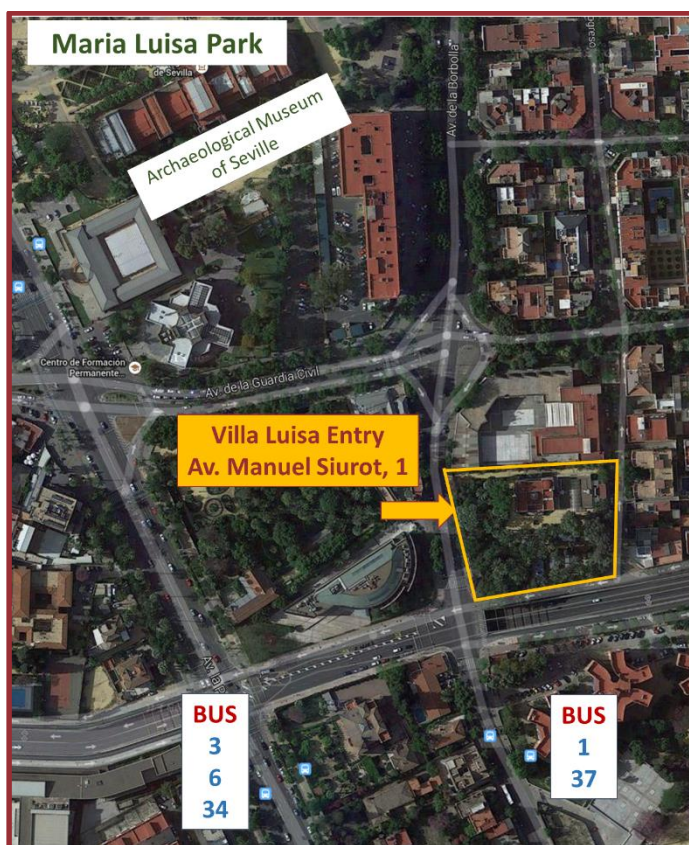 Maria Luisa Park
de Sevilla
Archaeological Museum
of Seville
Av. de la Borbolla
Centro de Formación
Permanente...
Av. de la Guardia Civil
Villa Luisa Entry
Av. Manuel Siurot, 1
BUS
3
6
34
BUS
1
37